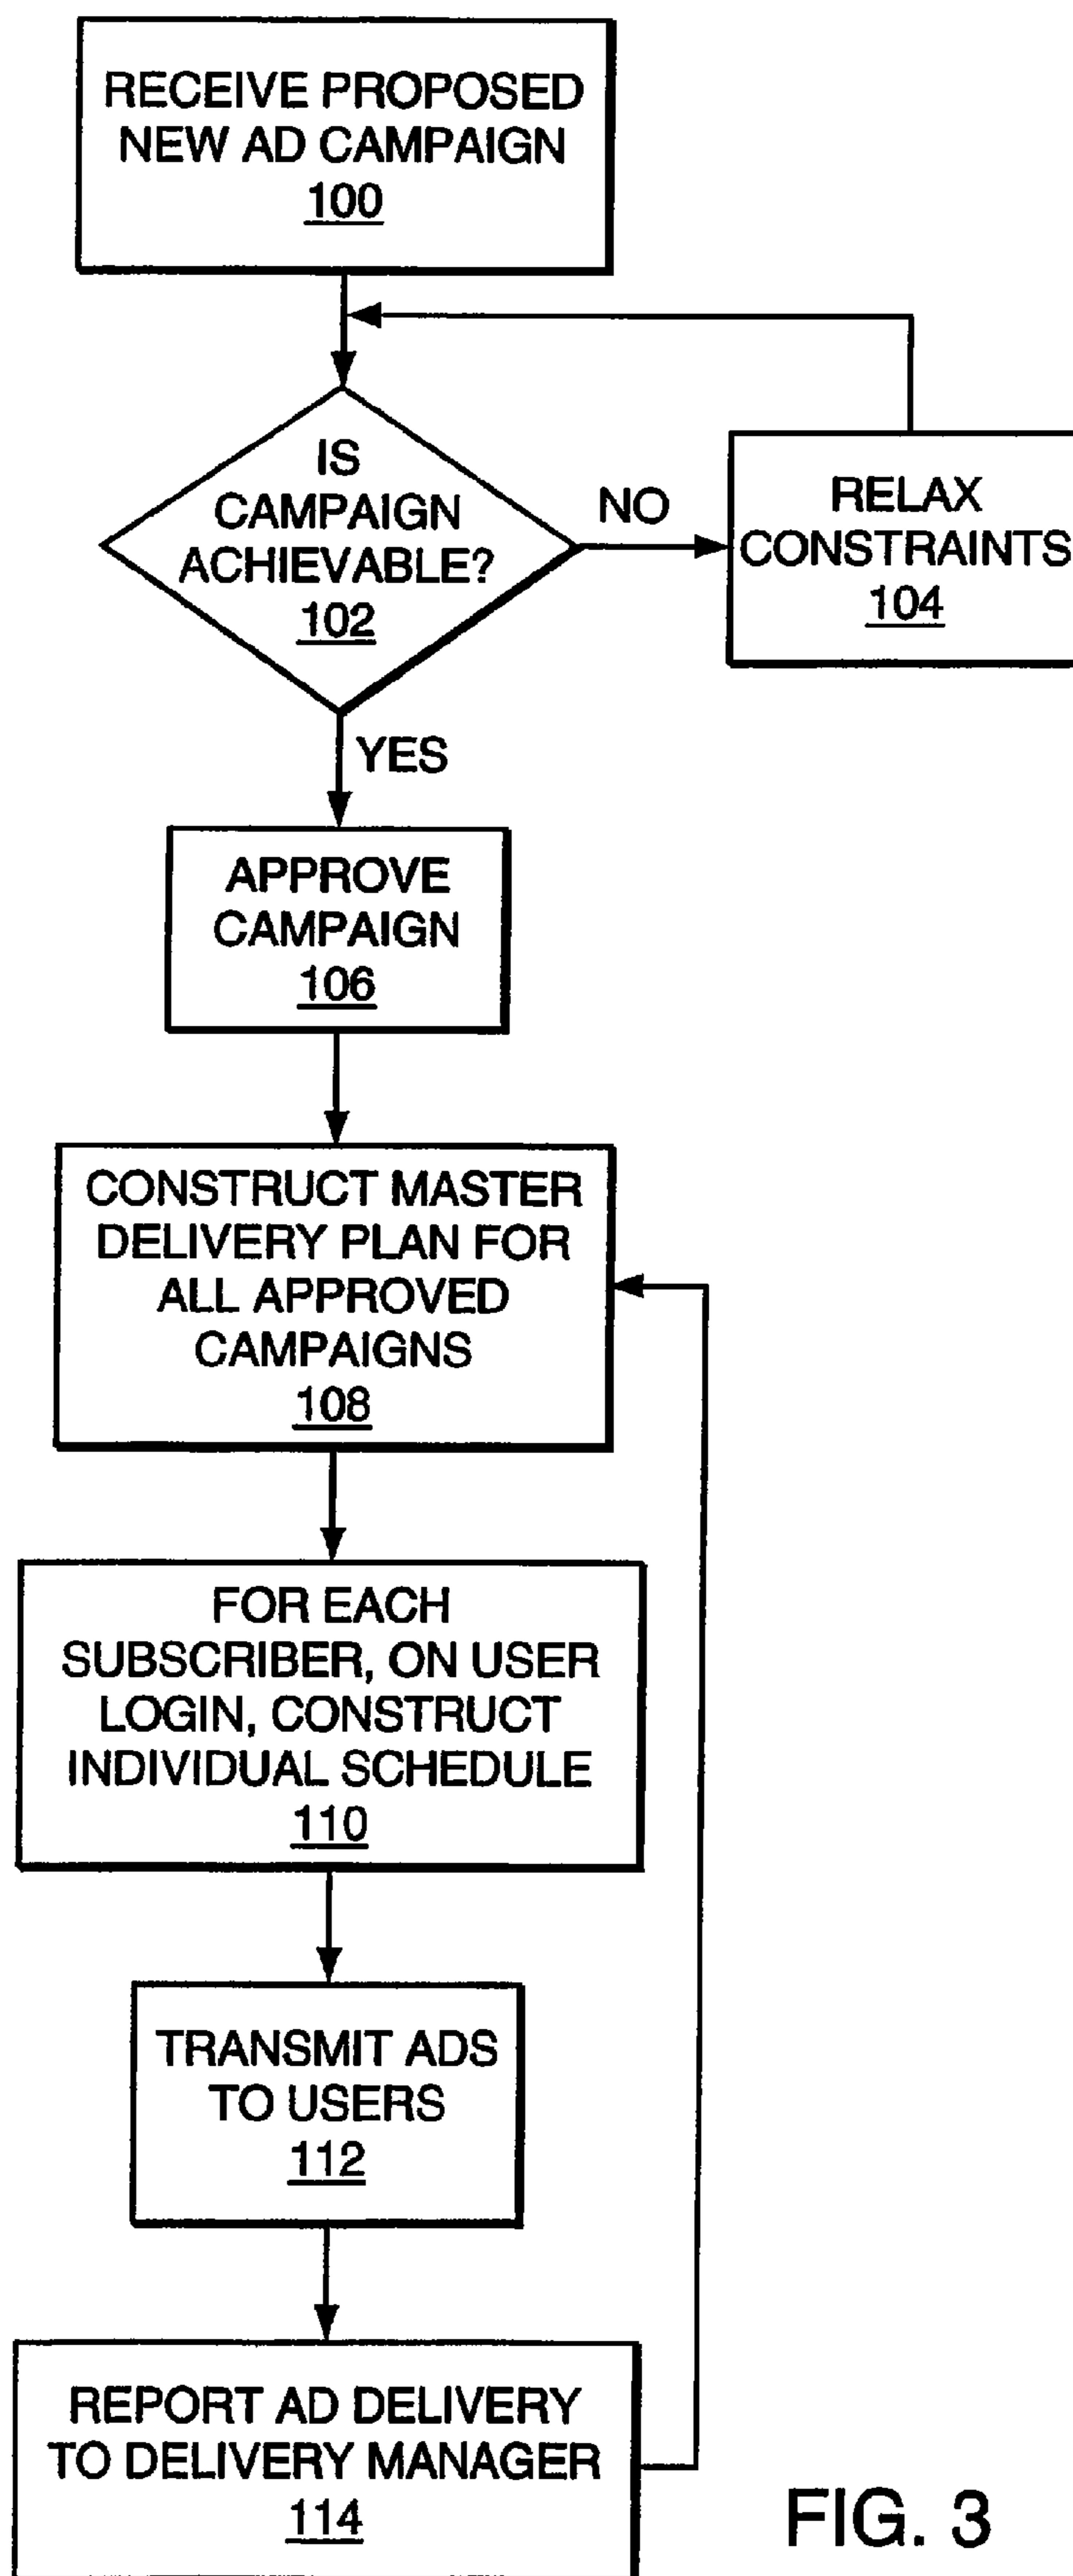 RECEIVE PROPOSED
NEW AD CAMPAIGN
100
IS
CAMPAIGN
ACHIEVABLE?
102
NO
RELAX
CONSTRAINTS
104
YES
APPROVE
CAMPAIGN
106
CONSTRUCT MASTER
DELIVERY PLAN FOR
ALL APPROVED
CAMPAIGNS
108
FOR EACH
SUBSCRIBER, ON USER
LOGIN, CONSTRUCT
INDIVIDUAL SCHEDULE
110
TRANSMIT ADS
TO USERS
112
REPORT AD DELIVERY
TO DELIVERY MANAGER
114
FIG. 3